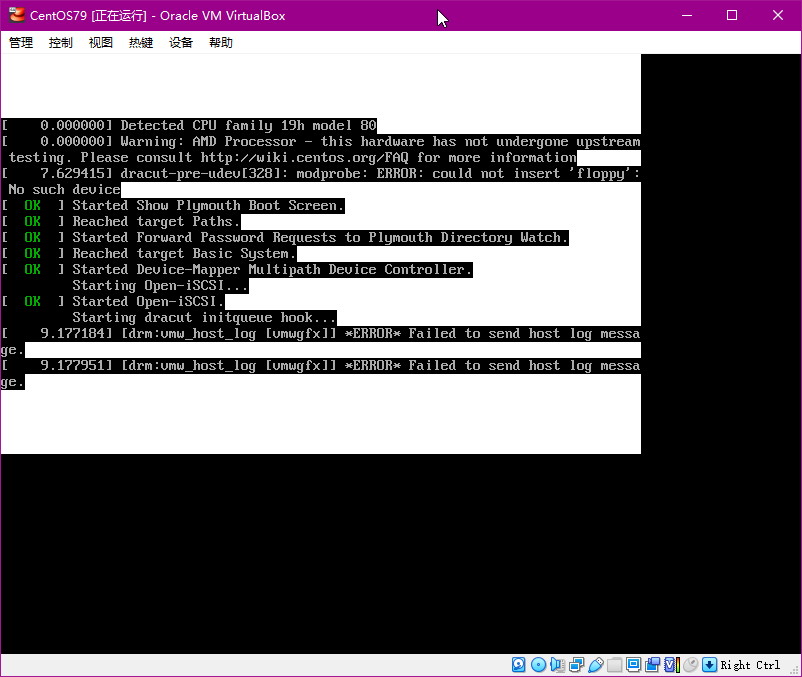 CentOS79 [正在运行] - Oracle VM VirtualBox
管理 控制 视图 热键 设备 帮助
[    0.000000] Detected CPU family 19h model 80
[    0.000000] Warning: AMD Processor - this hardware has not undergone upstream
 testing. Please consult http://wiki.centos.org/FAQ for more information
[    7.629415] dracut-pre-udev[328]: modprobe: ERROR: could not insert 'floppy':
 No such device
[  OK  ] Started Show Plymouth Boot Screen.
[  OK  ] Reached target Paths.
[  OK  ] Started Forward Password Requests to Plymouth Directory Watch.
[  OK  ] Reached target Basic System.
[  OK  ] Started Device-Mapper Multipath Device Controller.
         Starting Open-iSCSI...
[  OK  ] Started Open-iSCSI.
         Starting dracut initqueue hook...
[    9.177184] [drm:vmw_host_log [vmwgfx]] *ERROR* Failed to send host log messa
ge.
[    9.177951] [drm:vmw_host_log [vmwgfx]] *ERROR* Failed to send host log messa
ge.
Right Ctrl